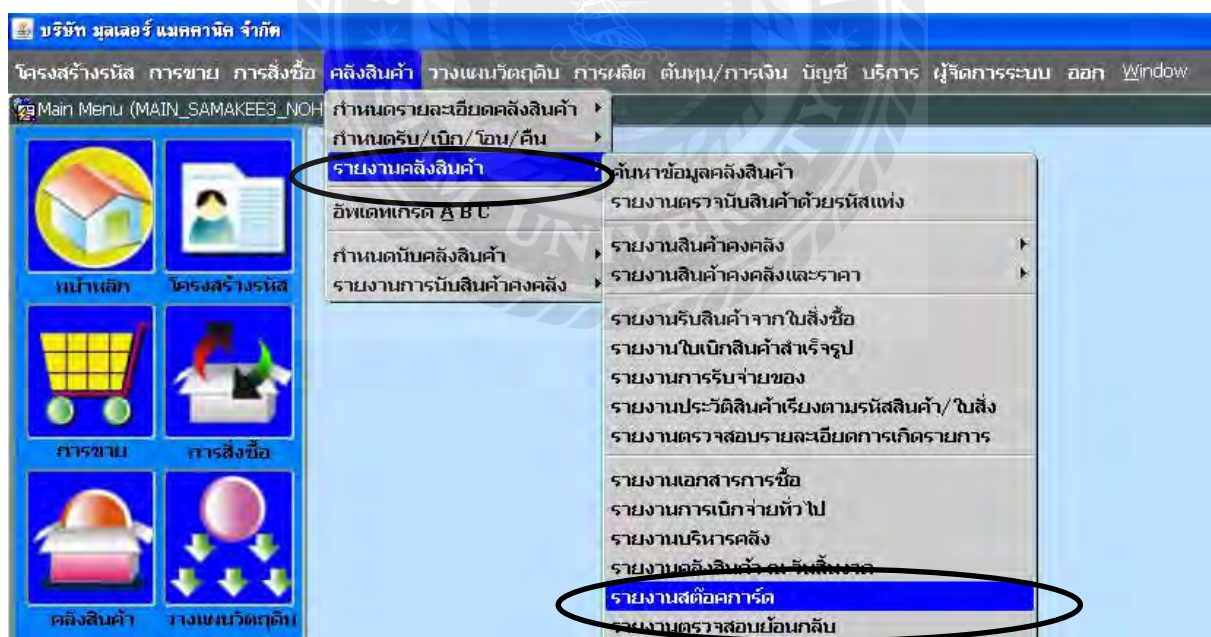 บริษัท มูลเลอร์ แมคคานิค จำกัด
โครงสร้างรหัส การขาย การสั่งซื้อ คลังสินค้า วางแผนวัตถุดิบ การผลิต ต้นทุน/การเงิน บัญชี บริการ ผู้จัดการระบบ ออก Window
Main Menu (MAIN_SAMAKEE3_NOH
กำหนดรายละเอียดคลังสินค้า
กำหนดรับ/เบิก/โอน/คืน
รายงานคลังสินค้า
อัพเดทเกรด A B C
กำหนดนับคลังสินค้า
รายงานการนับสินค้าคงคลัง
ค้นหาข้อมูลคลังสินค้า
รายงานตรวจนับสินค้าด้วยรหัสแท่ง
รายงานสินค้าคงคลัง
รายงานสินค้าคงคลังและราคา
รายงานรับสินค้าจากใบสั่งซื้อ
รายงานใบเบิกสินค้าสำเร็จรูป
รายงานการรับจ่ายของ
รายงานประวัติสินค้าเรียงตามรหัสสินค้า/ใบสั่ง
รายงานตรวจสอบรายละเอียดการเกิดรายการ
รายงานเอกสารการซื้อ
รายงานการเบิกจ่ายทั่วไป
รายงานบริหารคลัง
รายงานคลังสินค้า ณ วันสิ้นงวด
รายงานสต๊อคการ์ด
รายงานตรวจสอบย้อนกลับ
หน้าหลัก โครงสร้างรหัส
การขาย การสั่งซื้อ
คลังสินค้า วางแผนวัตถุดิบ
UNIVERSITY